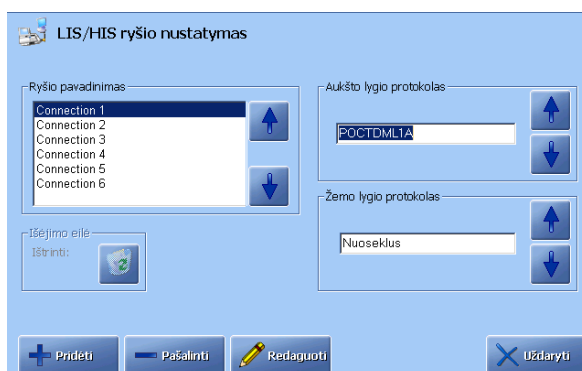 LIS/HIS ryšio nustatymas
Ryšio pavadinimas
Connection 1
Connection 2
Connection 3
Connection 4
Connection 5
Connection 6
Išėjimo eilė
Ištrinti:
Aukšto lygio protokolas
POCTDML1A
Žemo lygio protokolas
Nuoseklus
Pridėti
Pašalinti
Redaguoti
Uždaryti